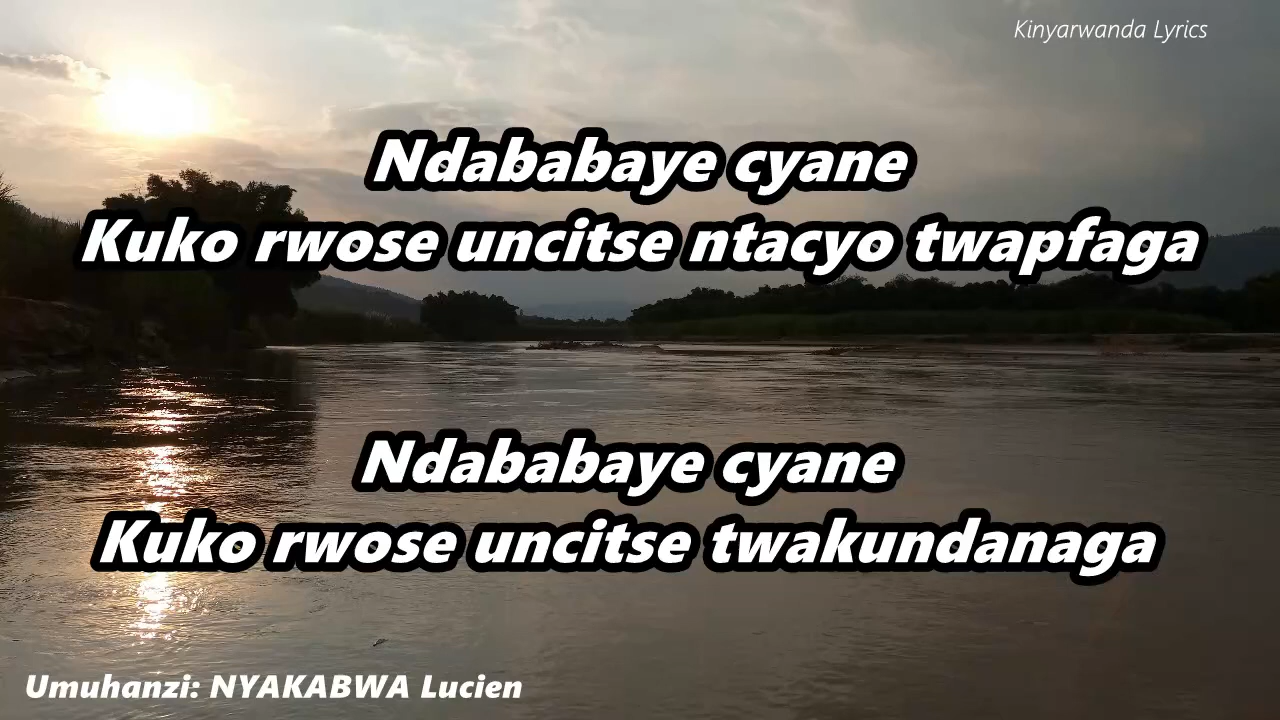 Kinyarwanda Lyrics
Ndababaye cyane
Kuko rwose uncitse ntacyo twapfaga
Ndababaye cyane
Kuko rwose uncitse twakundanaga
Umuhanzi: NYAKABWA Lucien